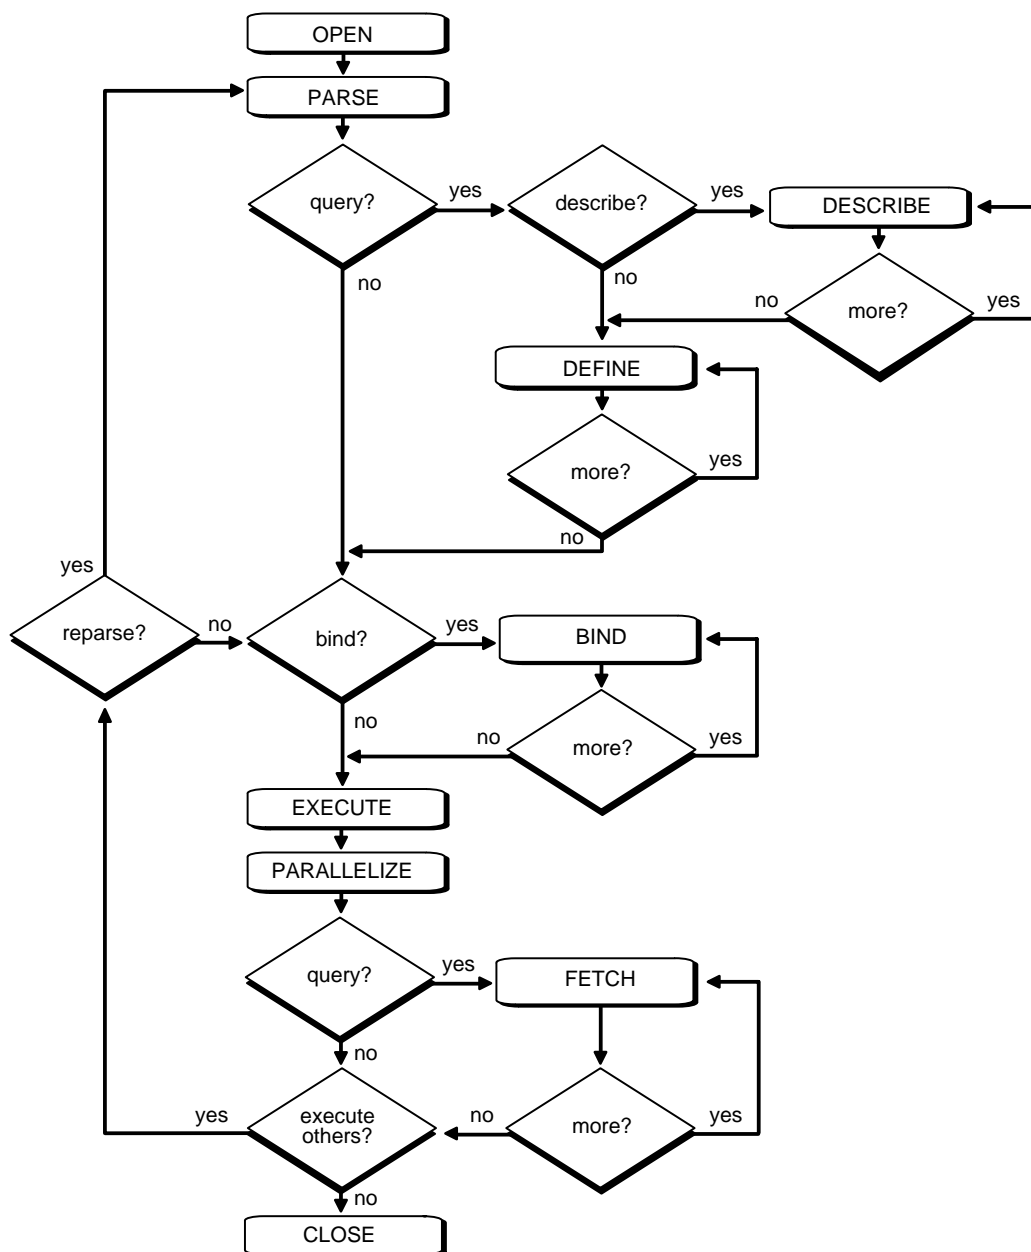 OPEN
PARSE
query?
yes
describe?
yes
DESCRIBE
no
no
no
more?
yes
DEFINE
more?
yes
no
yes
reparse?
no
bind?
yes
BIND
no
no
more?
yes
EXECUTE
PARALLELIZE
query?
yes
FETCH
no
yes
execute
others?
no
more?
yes
no
CLOSE